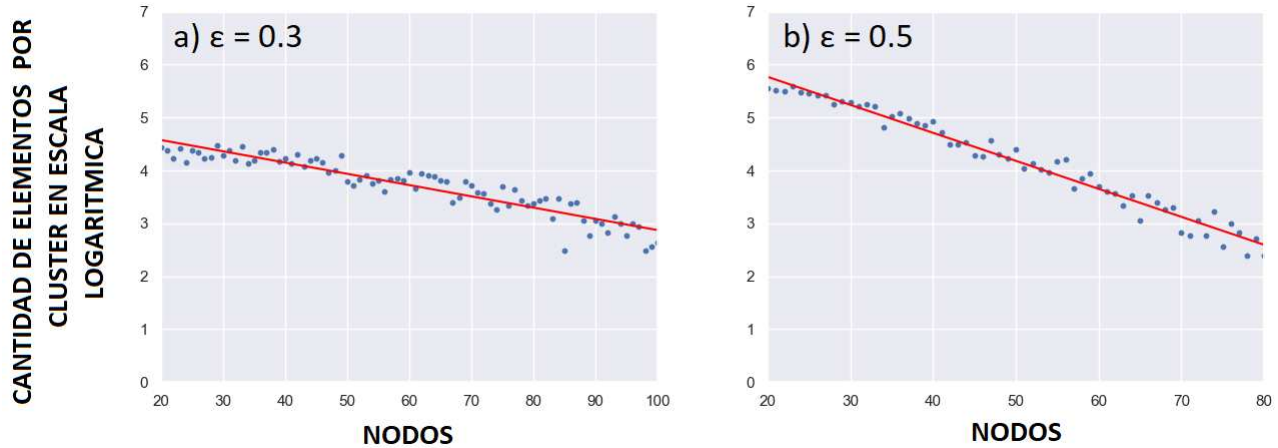 CANTIDAD DE ELEMENTOS POR
CLUSTER EN ESCALA
LOGARITMICA
a) ε = 0.3
7
6
5
4
3
2
1
0
20 30 40 50 60 70 80 90 100
NODOS
b) ε = 0.5
7
6
5
4
3
2
1
0
20 30 40 50 60 70 80
NODOS